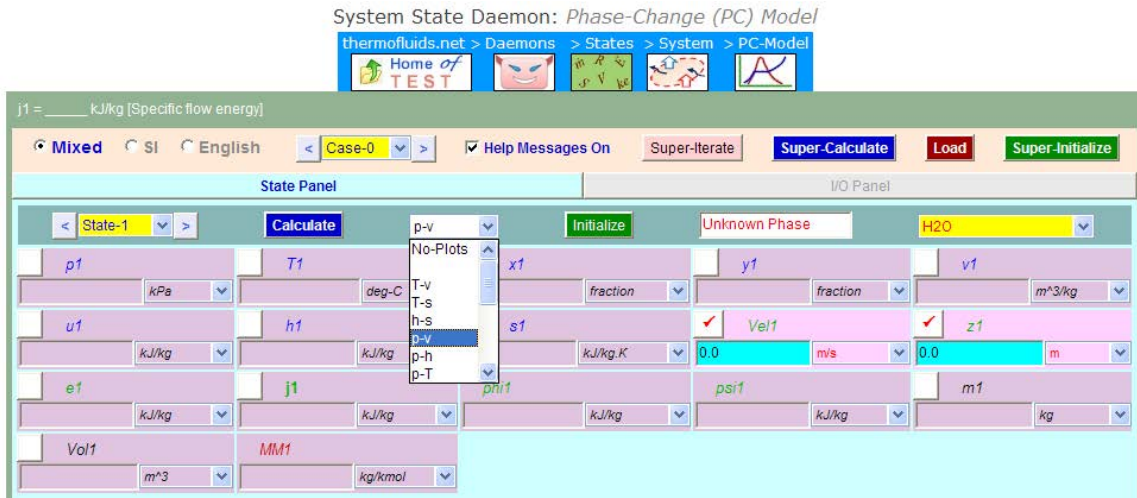 System State Daemon: Phase-Change (PC) Model
thermofluids.net > Daemons > States > System > PC-Model
Home of
TEST
j1 = _____ kJ/kg [Specific flow energy]
Mixed SI English < Case-0 > Help Messages On Super-Iterate Super-Calculate Load Super-Initialize
State Panel I/O Panel
< State-1 > Calculate p-v Initialize Unknown Phase H2O
No-Plots
T-v
T-s
h-s
p-v
p-h
p-T
p1 T1 x1 y1 v1
kPa deg-C fraction fraction m^3/kg
u1 h1 s1 Vel1 z1
kJ/kg kJ/kg kJ/kg.K 0.0 m/s 0.0 m
e1 j1 phi1 psi1 m1
kJ/kg kJ/kg kJ/kg kJ/kg kg
Vol1 MM1
m^3 kg/kmol